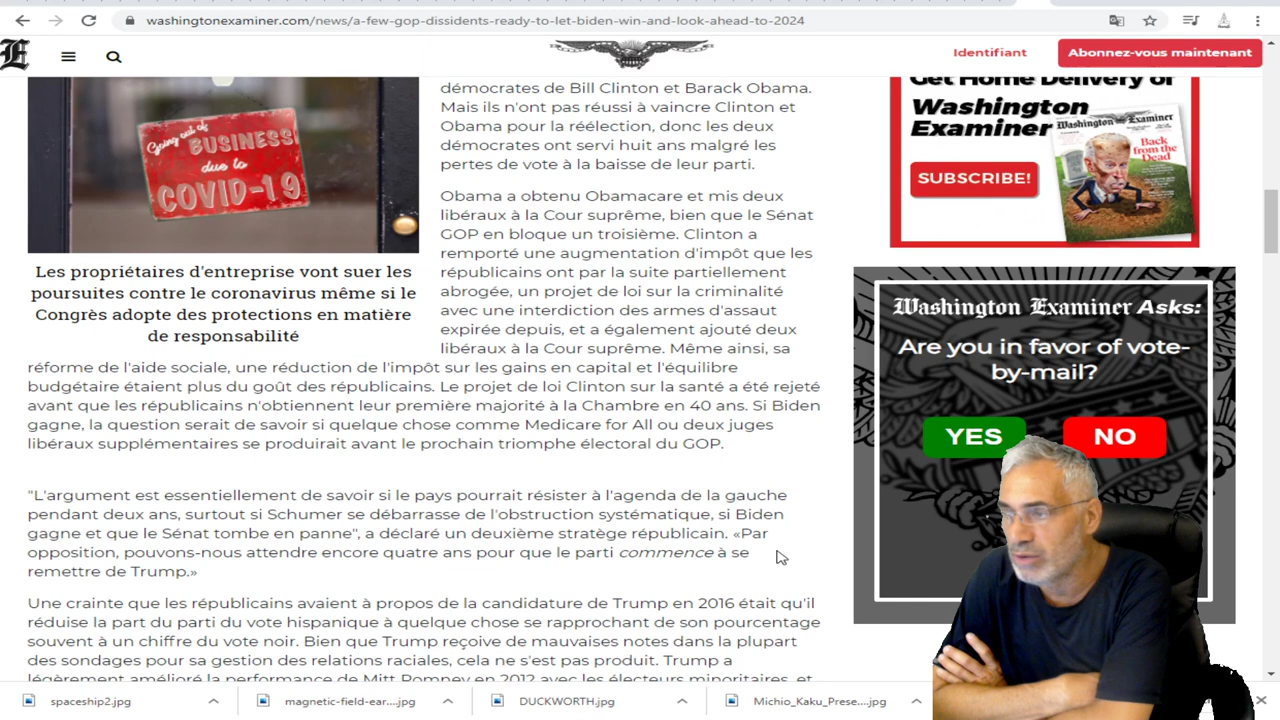 washingtonexaminer.com/news/a-few-gop-dissidents-ready-to-let-biden-win-and-look-ahead-to-2024
E
Identifiant
Abonnez-vous maintenant
Going out of
BUSINESS
due to
COVID-19
Les propriétaires d'entreprise vont suer les
poursuites contre le coronavirus même si le
Congrès adopte des protections en matière
de responsabilité
démocrates de Bill Clinton et Barack Obama.
Mais ils n'ont pas réussi à vaincre Clinton et
Obama pour la réélection, donc les deux
démocrates ont servi huit ans malgré les
pertes de vote à la baisse de leur parti.
Obama a obtenu Obamacare et mis deux
libéraux à la Cour suprême, bien que le Sénat
GOP en bloque un troisième. Clinton a
remporté une augmentation d'impôt que les
républicains ont par la suite partiellement
abrogée, un projet de loi sur la criminalité
avec une interdiction des armes d'assaut
expirée depuis, et a également ajouté deux
libéraux à la Cour suprême. Même ainsi, sa
réforme de l'aide sociale, une réduction de l'impôt sur les gains en capital et l'équilibre
budgétaire étaient plus du goût des républicains. Le projet de loi Clinton sur la santé a été rejeté
avant que les républicains n'obtiennent leur première majorité à la Chambre en 40 ans. Si Biden
gagne, la question serait de savoir si quelque chose comme Medicare for All ou deux juges
libéraux supplémentaires se produirait avant le prochain triomphe électoral du GOP.
"L'argument est essentiellement de savoir si le pays pourrait résister à l'agenda de la gauche
pendant deux ans, surtout si Schumer se débarrasse de l'obstruction systématique, si Biden
gagne et que le Sénat tombe en panne", a déclaré un deuxième stratège républicain. «Par
opposition, pouvons-nous attendre encore quatre ans pour que le parti commence à se
remettre de Trump.»
Une crainte que les républicains avaient à propos de la candidature de Trump en 2016 était qu'il
réduise la part du parti du vote hispanique à quelque chose se rapprochant de son pourcentage
souvent à un chiffre du vote noir. Bien que Trump reçoive de mauvaises notes dans la plupart
des sondages pour sa gestion des relations raciales, cela ne s'est pas produit. Trump a
légèrement amélioré la performance de Mitt Romney en 2012 avec les électeurs minoritaires, et
Get Home Delivery of
Washington
Examiner
SUBSCRIBE!
Washington Examiner
Back
from the
Dead
Washington Examiner Asks:
Are you in favor of vote-
by-mail?
YES
NO
spaceship2.jpg
magnetic-field-ear....jpg
DUCKWORTH.jpg
Michio_Kaku_Prese....jpg